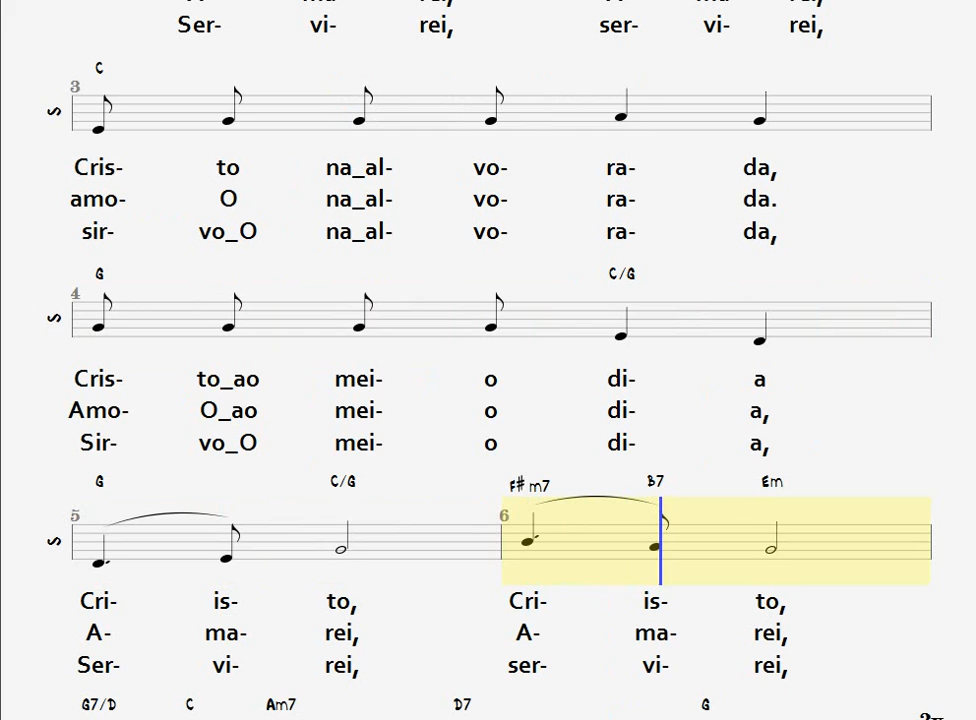 Ser- vi- rei, ser- vi- rei,
C
3
Cris- to na_al- vo- ra- da,
amo- O na_al- vo- ra- da.
sir- vo_O na_al- vo- ra- da,
G C/G
4
Cris- to_ao mei- o di- a
Amo- O_ao mei- o di- a,
Sir- vo_O mei- o di- a,
G C/G F# m7 B7 Em
5 6
Cri- is- to, Cri- is- to,
A- ma- rei, A- ma- rei,
Ser- vi- rei, ser- vi- rei,
G7/D C Am7 D7 G